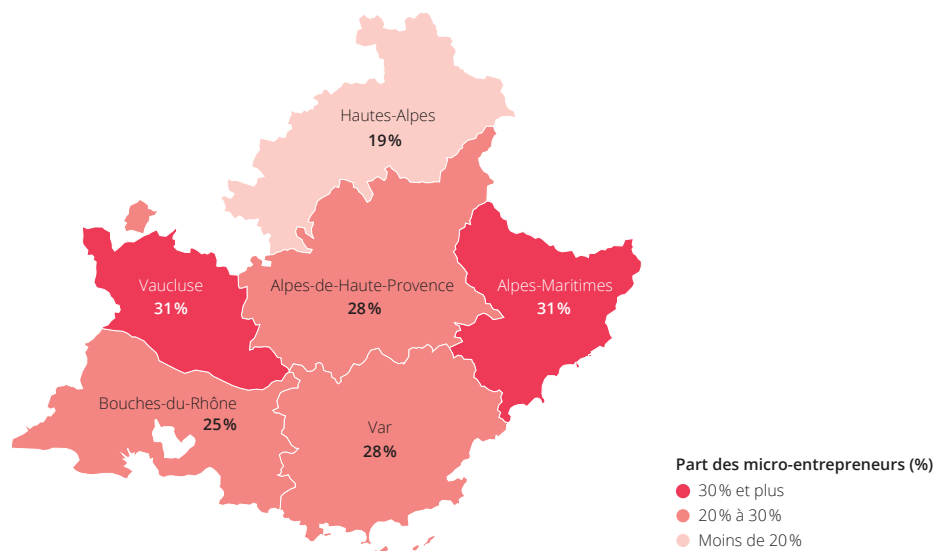 Hautes-Alpes
19%
Vaucluse
31%
Alpes-de-Haute-Provence
28%
Alpes-Maritimes
31%
Bouches-du-Rhône
25%
Var
28%
Part des micro-entrepreneurs (%)
30% et plus
20% à 30%
Moins de 20%